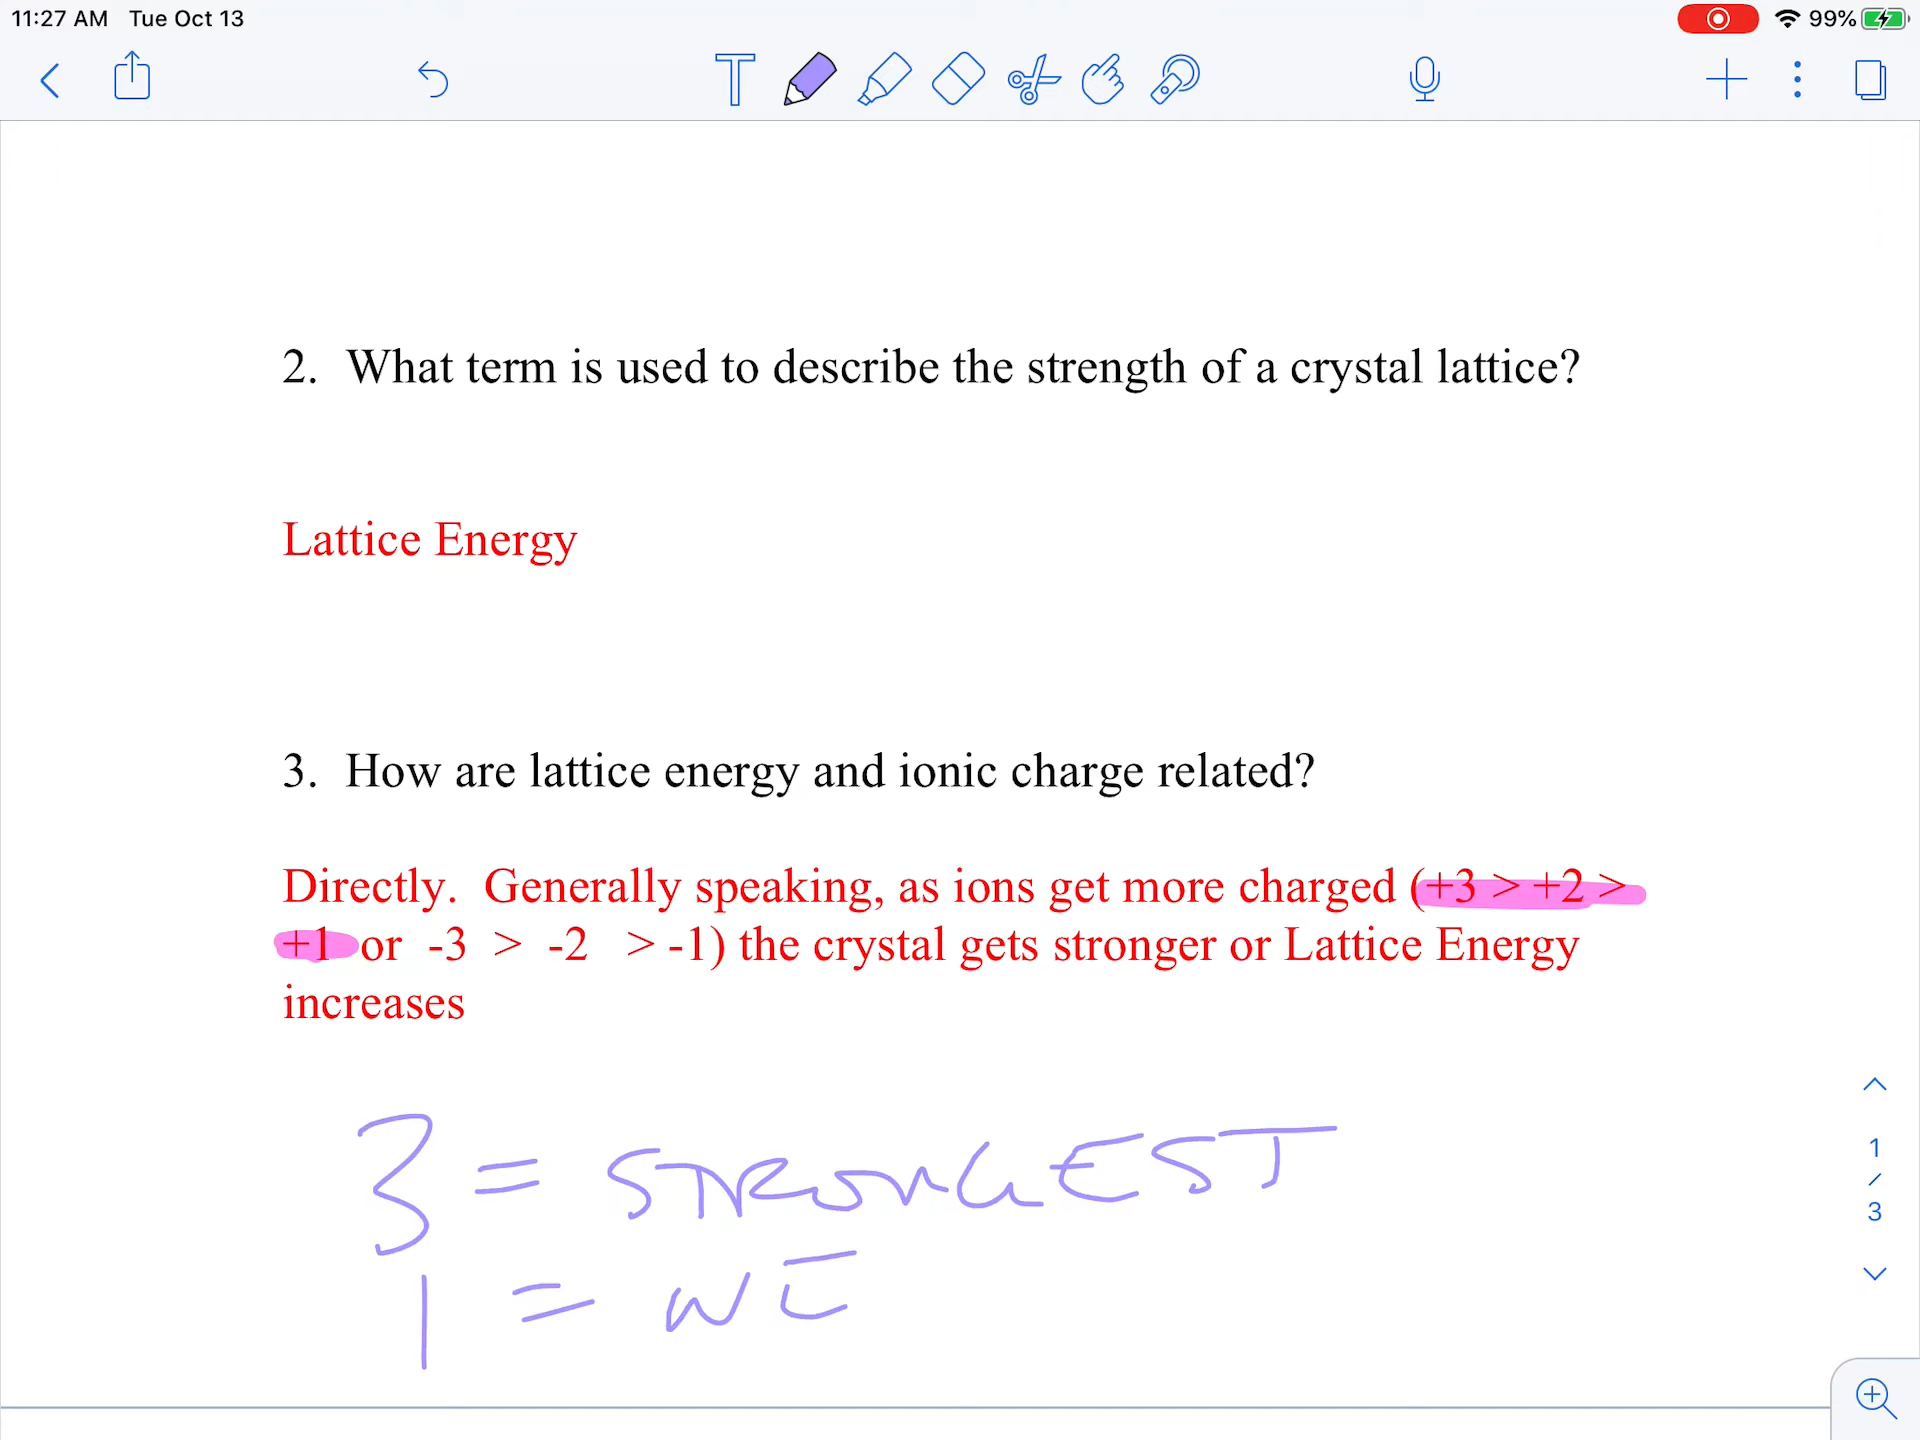 11:27 AM Tue Oct 13 99%
2. What term is used to describe the strength of a crystal lattice?
Lattice Energy
3. How are lattice energy and ionic charge related?
Directly. Generally speaking, as ions get more charged (+3 > +2 >
+1 or -3 > -2 > -1) the crystal gets stronger or Lattice Energy
increases
3 = STRONGEST
1 = WE
1
/
3